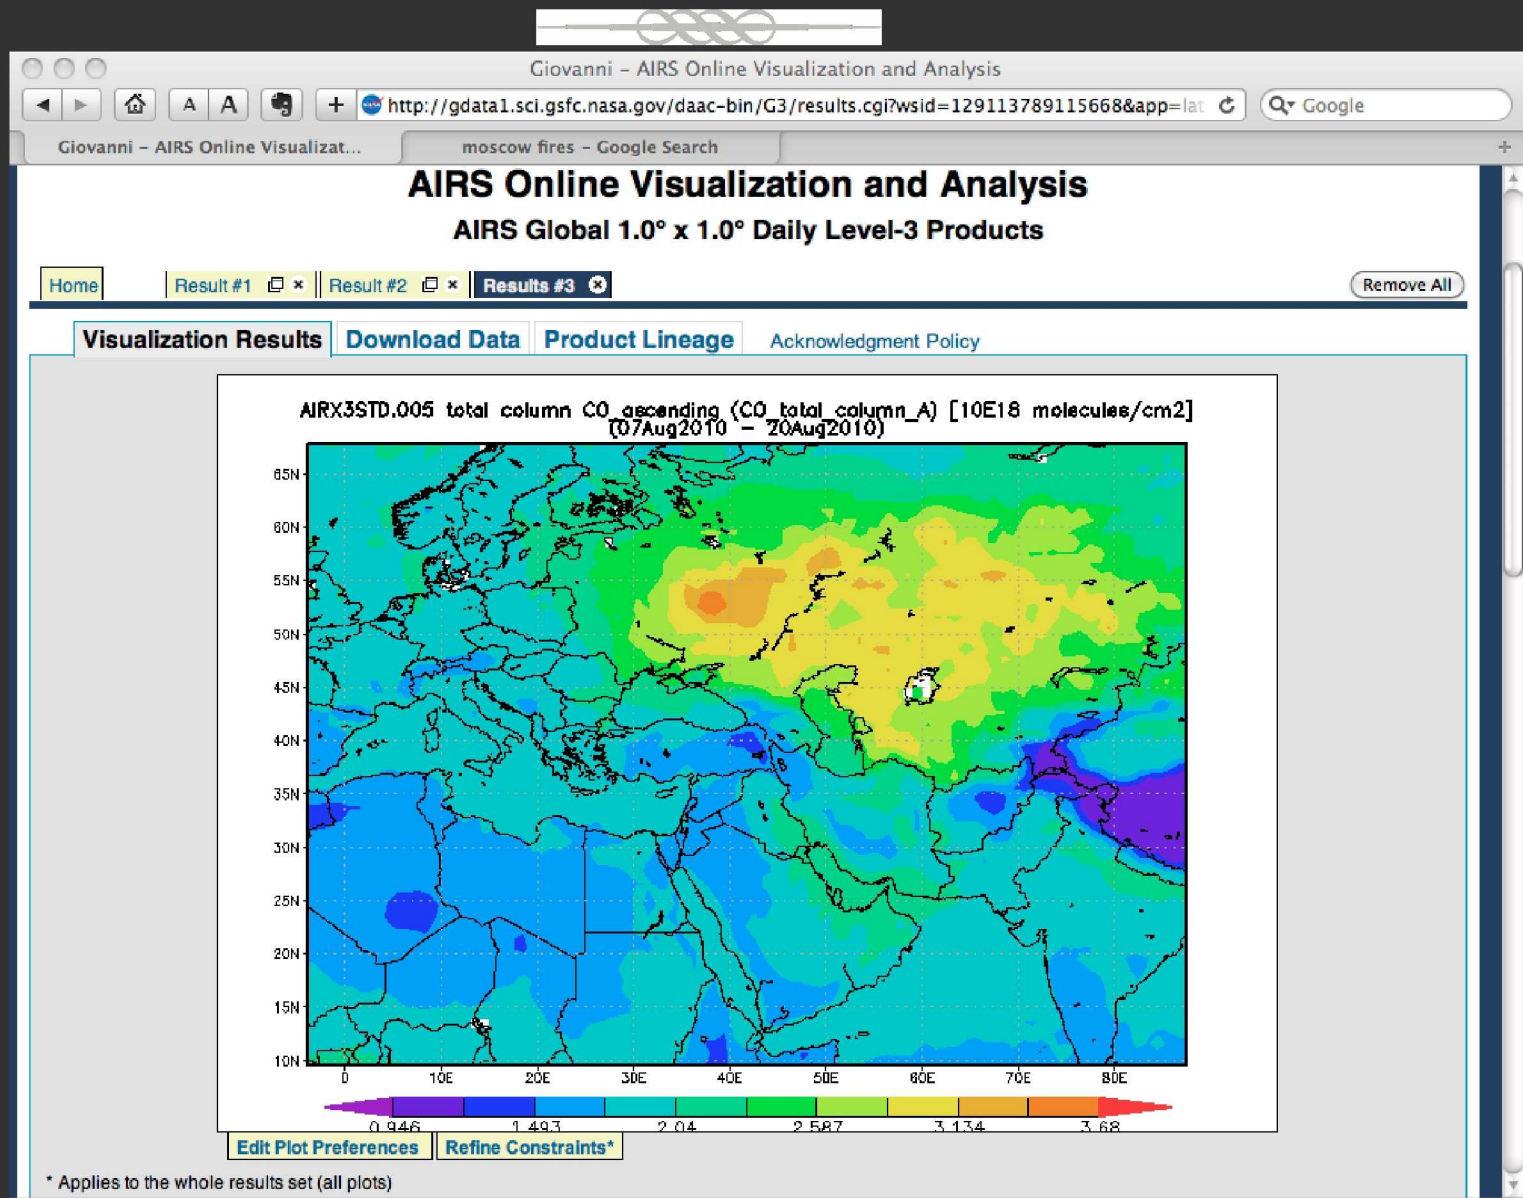 Giovanni – AIRS Online Visualization and Analysis
A A + http://gdata1.sci.gsfc.nasa.gov/daac-bin/G3/results.cgi?wsid=129113789115668&app=lat Google
Giovanni – AIRS Online Visualizat... moscow fires – Google Search +
AIRS Online Visualization and Analysis
AIRS Global 1.0° x 1.0° Daily Level-3 Products
Home Result #1 Result #2 Results #3 Remove All
Visualization Results Download Data Product Lineage Acknowledgment Policy
AIRX3STD.005 total column CO_ascending (CO_total_column_A) [10E18 molecules/cm2]
(07Aug2010 – 20Aug2010)
65N
60N
55N
50N
45N
40N
35N
30N
25N
20N
15N
10N
0 10E 20E 30E 40E 50E 60E 70E 80E
0.946 1.493 2.04 2.587 3.134 3.68
Edit Plot Preferences Refine Constraints*
* Applies to the whole results set (all plots)